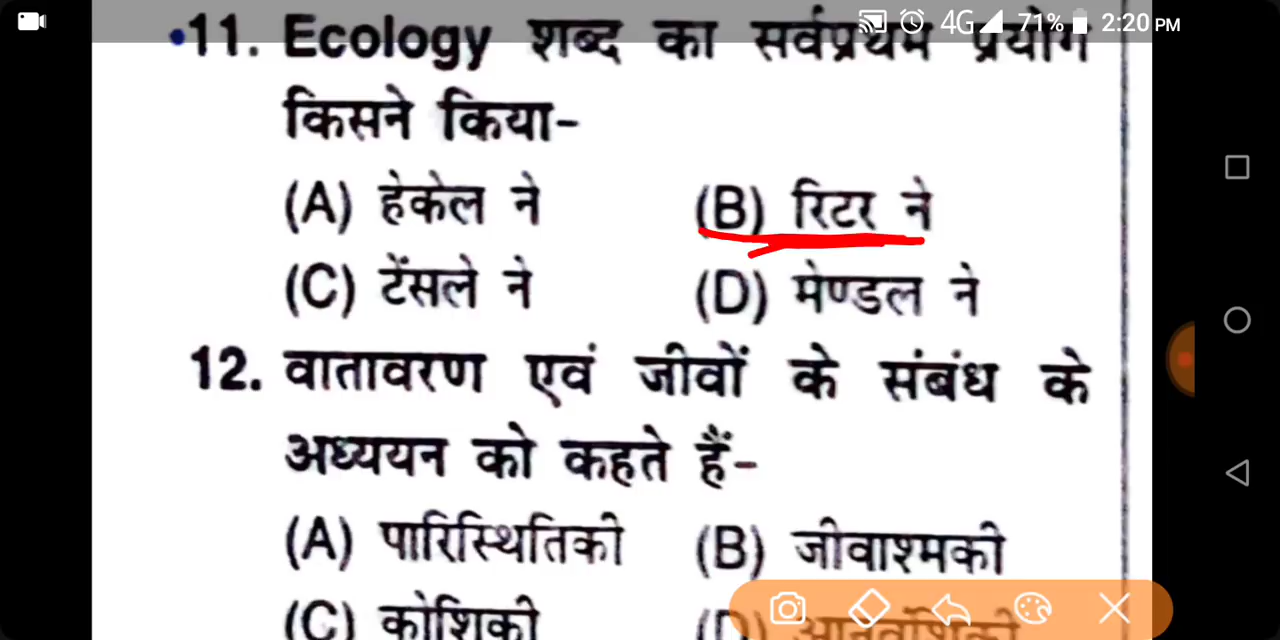 4G 71% 2:20 PM
11. Ecology शब्द का सर्वप्रथम प्रयोग
किसने किया-
(A) हेकेल ने (B) रिटर ने
(C) टेंसले ने (D) मेण्डल ने
12. वातावरण एवं जीवों के संबंध के
अध्ययन को कहते हैं-
(A) पारिस्थितिकी (B) जीवाश्मकी
(C) कोशिकी (D) आनुवंशिकी